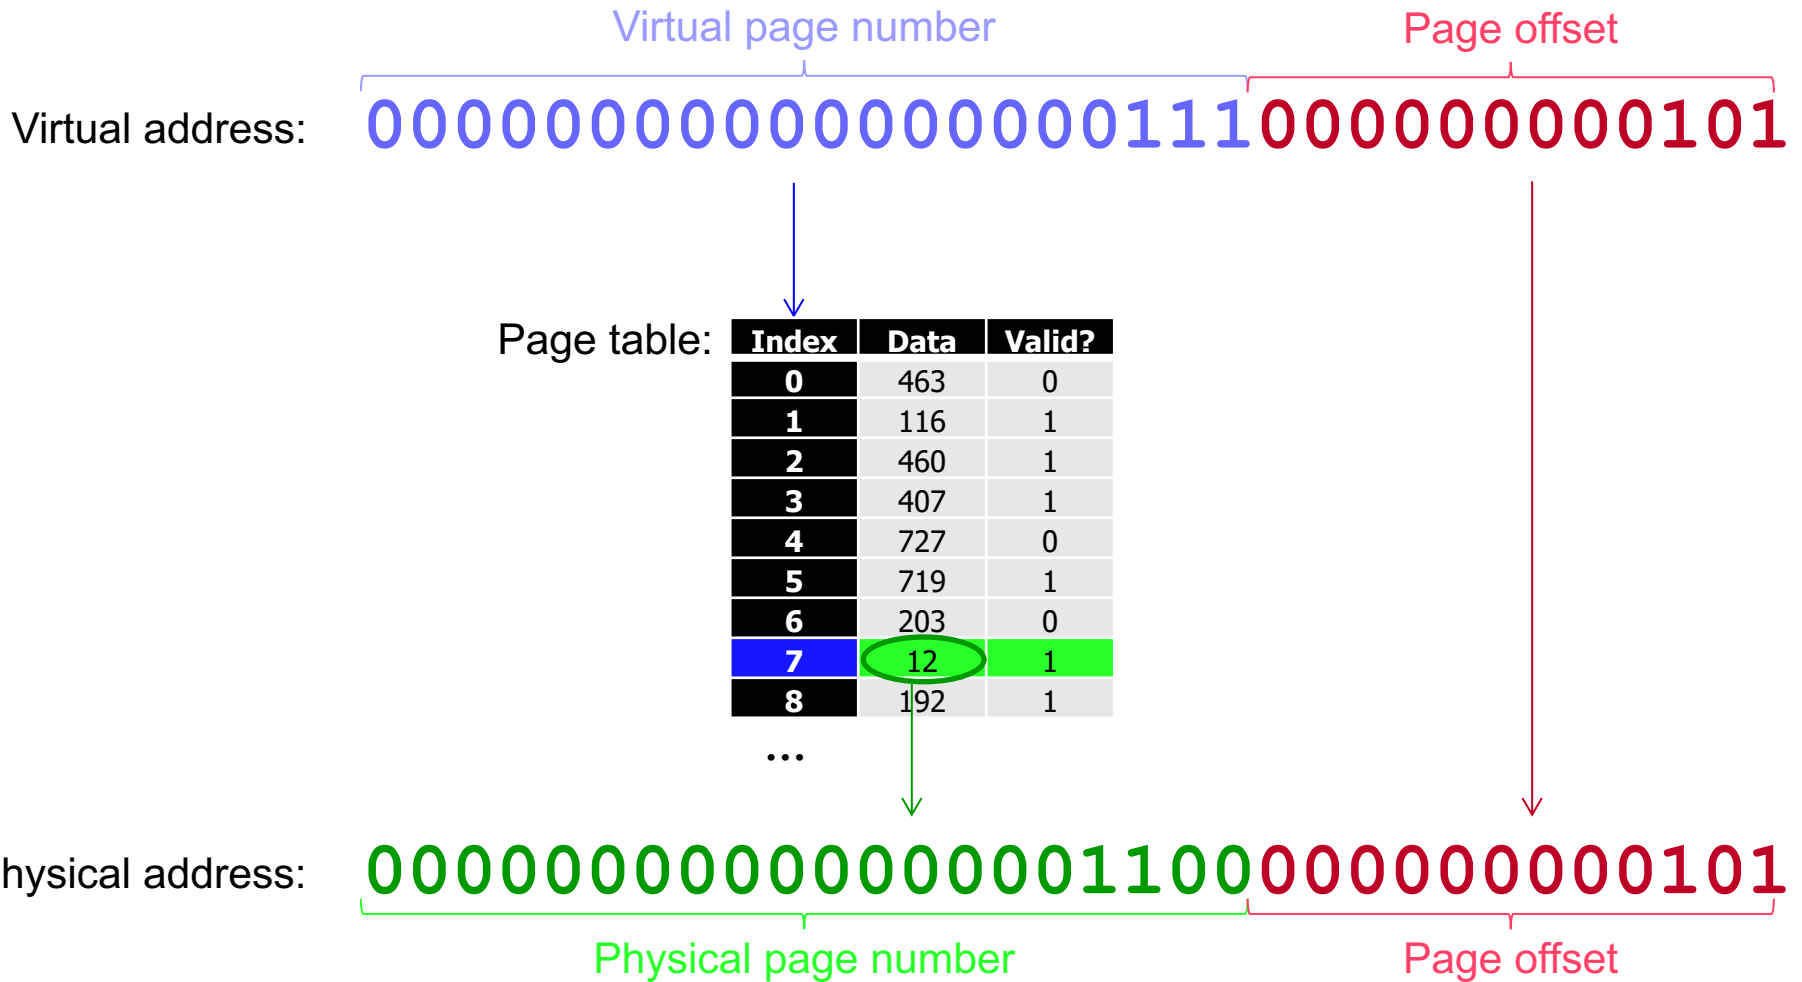 Virtual page number Page offset
Virtual address: 00000000000000000111000000000101
Page table: Index Data Valid?
0 463 0
1 116 1
2 460 1
3 407 1
4 727 0
5 719 1
6 203 0
7 12 1
8 192 1
...
hysical address: 00000000000000001100000000000101
Physical page number Page offset